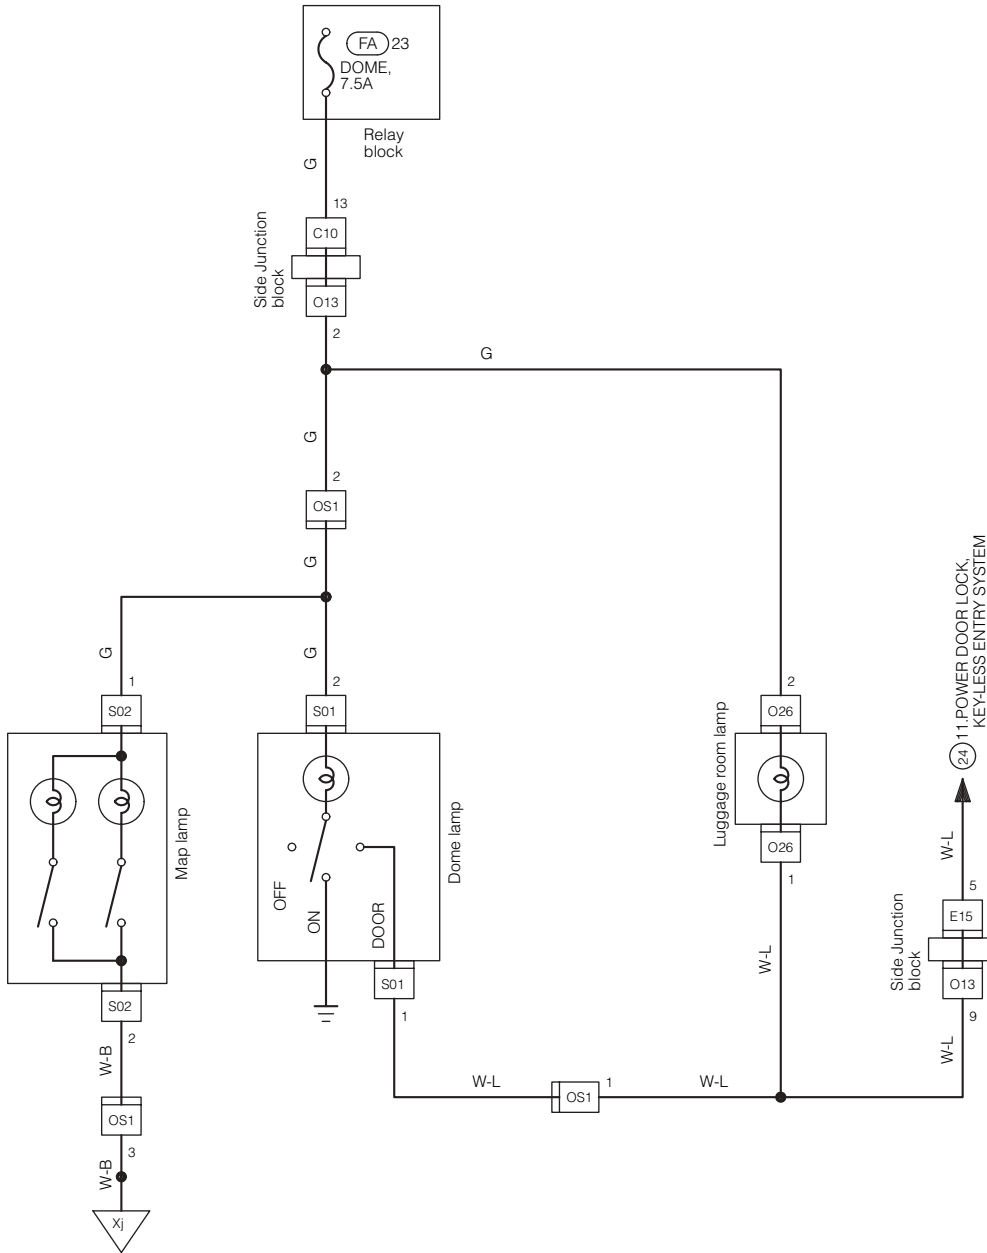 FA 23
DOME,
7.5A
Relay
block
G
13
C10
Side Junction
block
O13
2
G
G
2
OS1
G
G
1
S02
G
2
S01
2
O26
Map lamp
OFF
ON
DOOR
Dome lamp
Luggage room lamp
24 11.POWER DOOR LOCK,
KEY-LESS ENTRY SYSTEM
W-L
5
E15
Side Junction
block
O13
9
W-L
O26
1
W-L
S01
1
S02
2
W-B
OS1
3
W-B
Xj
W-L
OS1
1
W-L